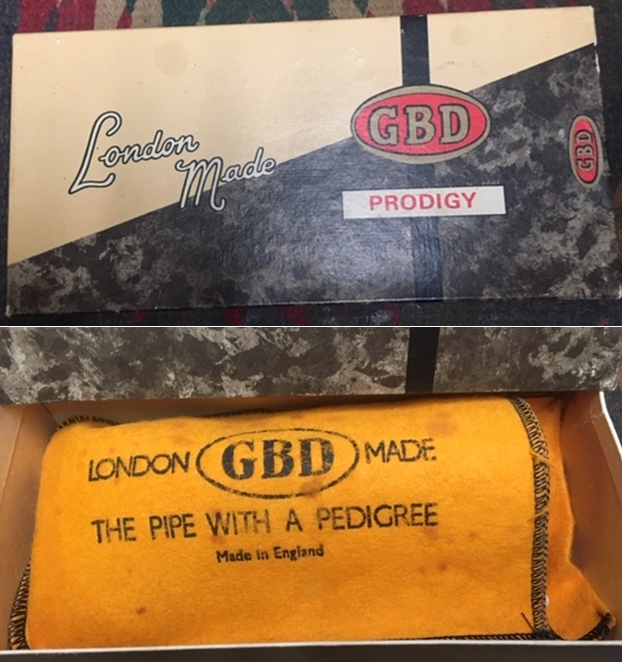 London
Made
GBD
GBD
PRODIGY
LONDON GBD MADE
THE PIPE WITH A PEDIGREE
Made in England